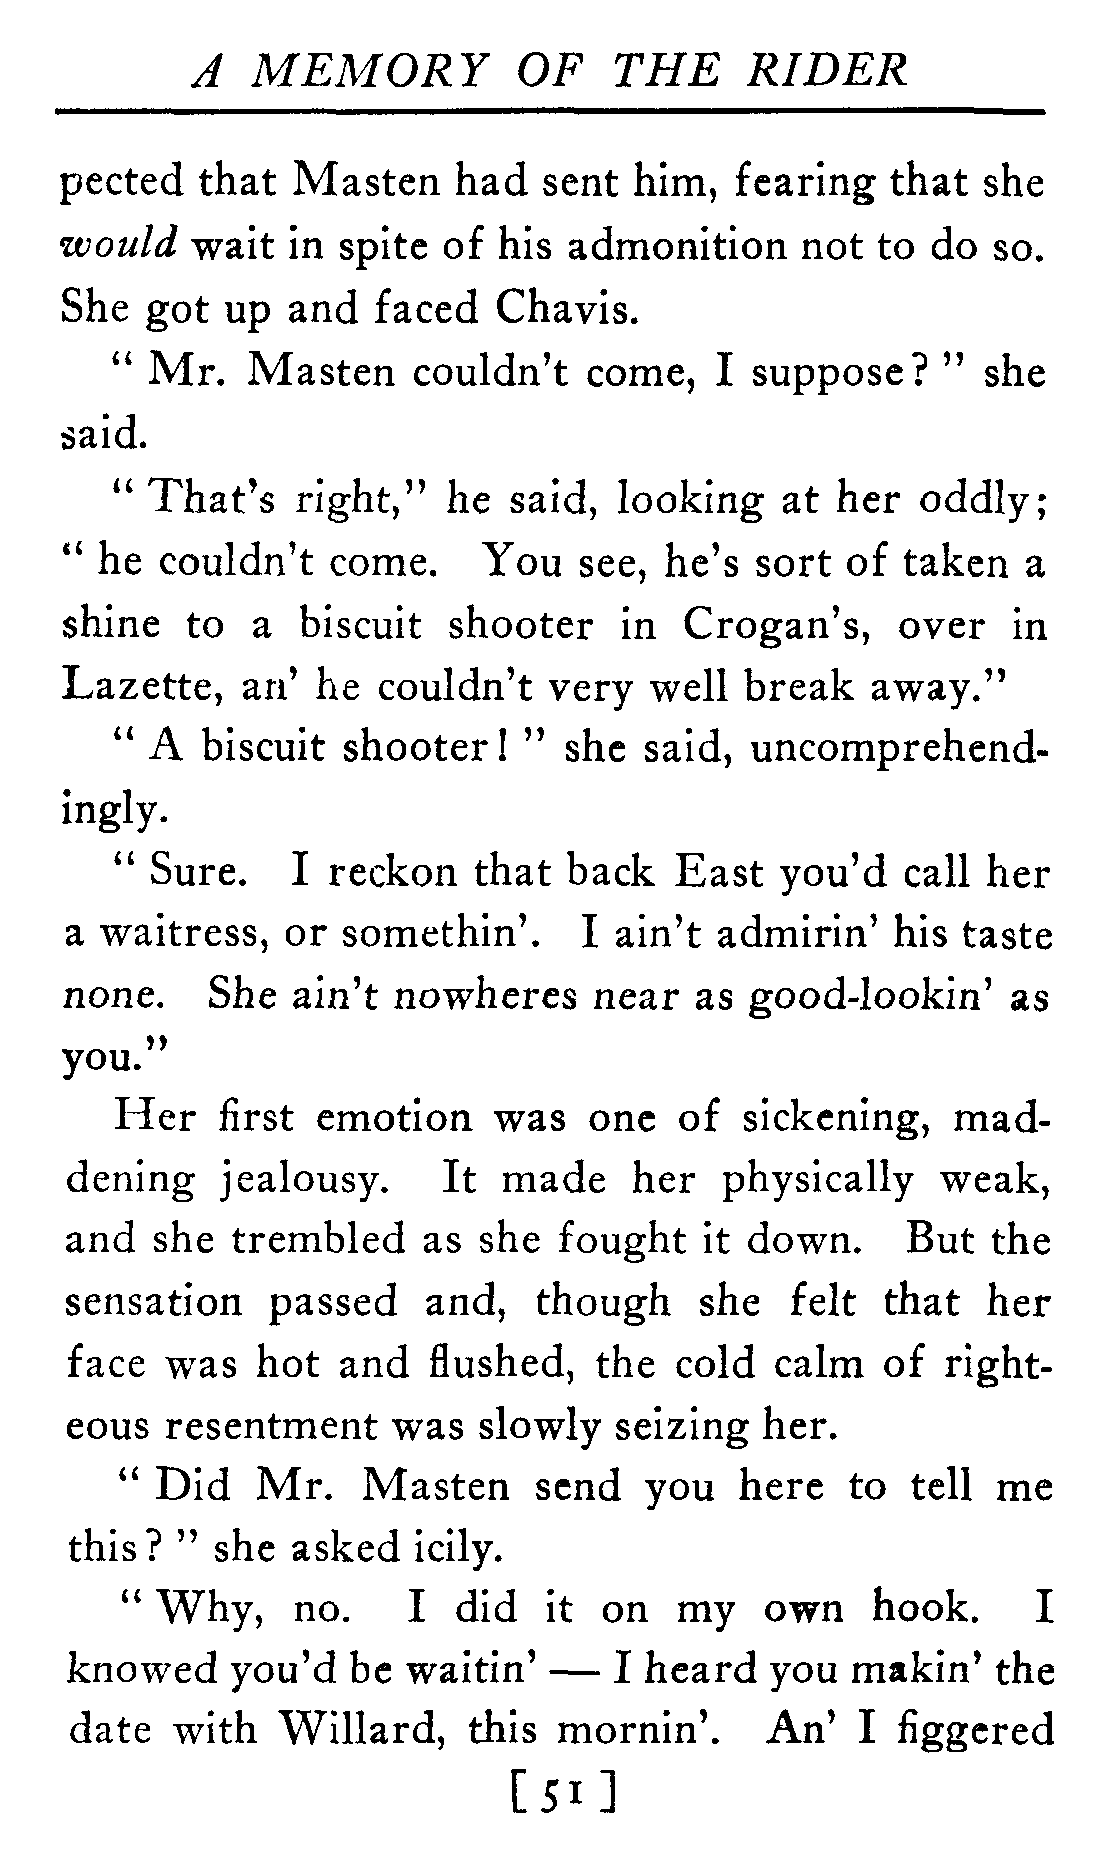 A MEMORY OF THE RIDER
pected that Masten had sent him, fearing that she
would wait in spite of his admonition not to do so.
She got up and faced Chavis.
“ Mr. Masten couldn’t come, I suppose? ” she
said.
“ That’s right,” he said, looking at her oddly;
“ he couldn’t come. You see, he’s sort of taken a
shine to a biscuit shooter in Crogan’s, over in
Lazette, an’ he couldn’t very well break away.”
“ A biscuit shooter! ” she said, uncomprehend-
ingly.
“ Sure. I reckon that back East you’d call her
a waitress, or somethin’. I ain’t admirin’ his taste
none. She ain’t nowheres near as good-lookin’ as
you.”
Her first emotion was one of sickening, mad-
dening jealousy. It made her physically weak,
and she trembled as she fought it down. But the
sensation passed and, though she felt that her
face was hot and flushed, the cold calm of right-
eous resentment was slowly seizing her.
“ Did Mr. Masten send you here to tell me
this? ” she asked icily.
“ Why, no. I did it on my own hook. I
knowed you’d be waitin’ — I heard you makin’ the
date with Willard, this mornin’. An’ I figgered
[ 51 ]